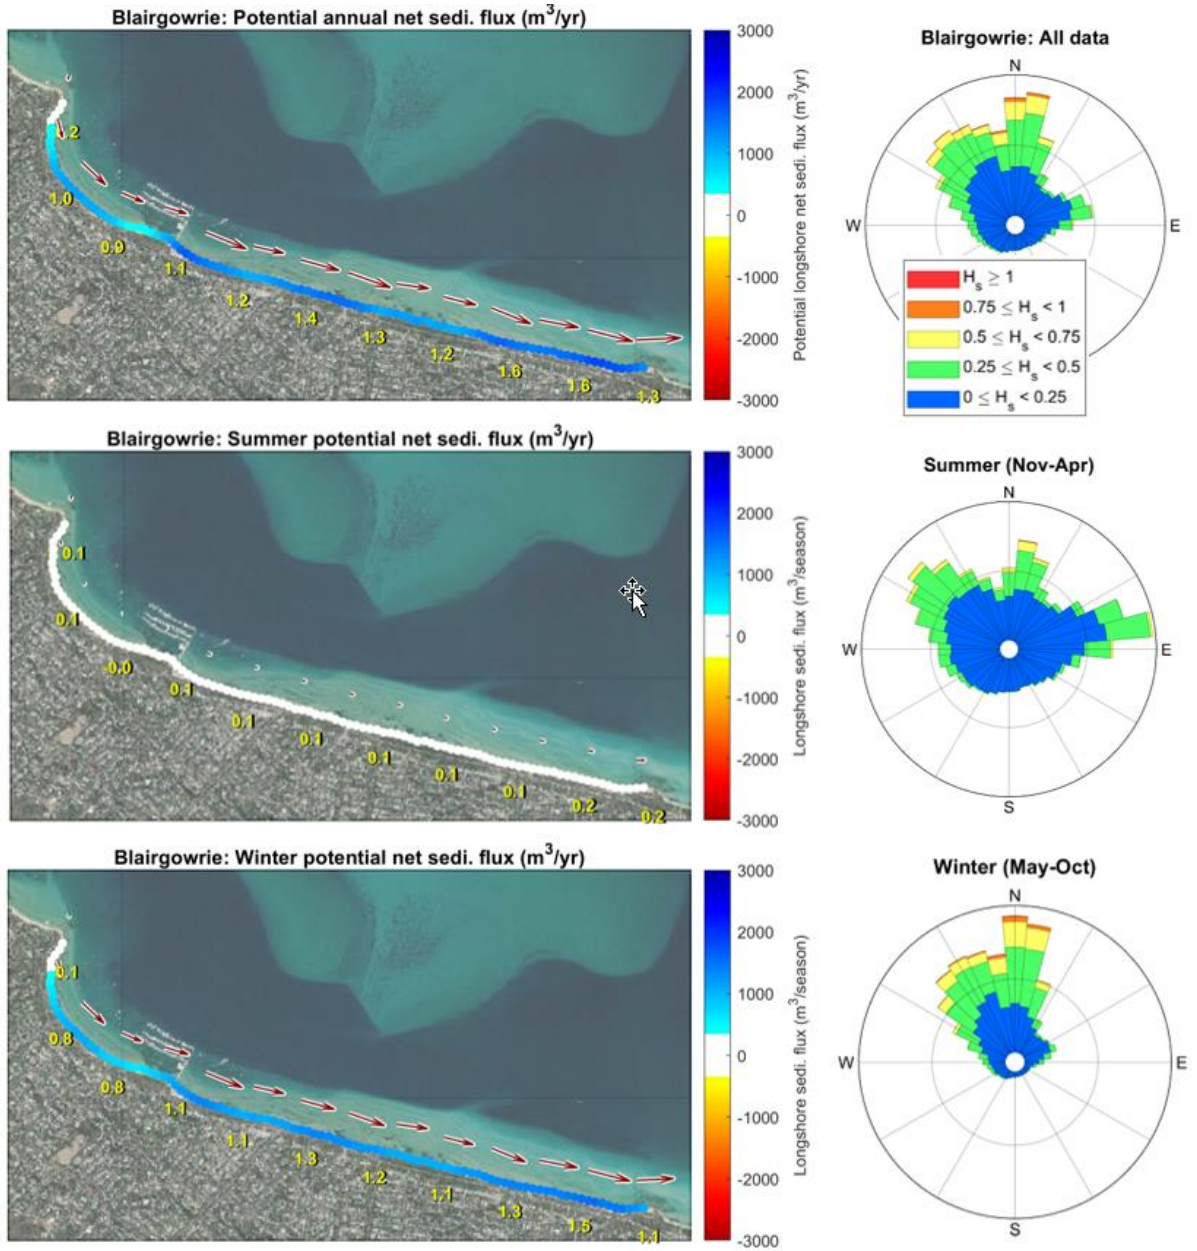 Blairgowrie: Potential annual net sedi. flux (m³/yr)
.2
1.0
0.9
1.1
1.2
1.4
1.3
1.2
1.6
1.6
1.3
3000
2000
1000
0
-1000
-2000
-3000
Potential longshore net sedi. flux (m³/yr)
Blairgowrie: All data
N
W
E
Hs ≥ 1
0.75 ≤ Hs < 1
0.5 ≤ Hs < 0.75
0.25 ≤ Hs < 0.5
0 ≤ Hs < 0.25
Blairgowrie: Summer potential net sedi. flux (m³/yr)
0.1
0.1
-0.0
0.1
0.1
0.1
0.1
0.1
0.1
0.2
0.2
3000
2000
1000
0
-1000
-2000
-3000
Longshore sedi. flux (m³/season)
Summer (Nov-Apr)
N
W
E
S
Blairgowrie: Winter potential net sedi. flux (m³/yr)
0.1
0.8
0.8
1.1
1.1
1.3
1.2
1.1
1.3
1.5
1.1
3000
2000
1000
0
-1000
-2000
-3000
Longshore sedi. flux (m³/season)
Winter (May-Oct)
N
W
E
S